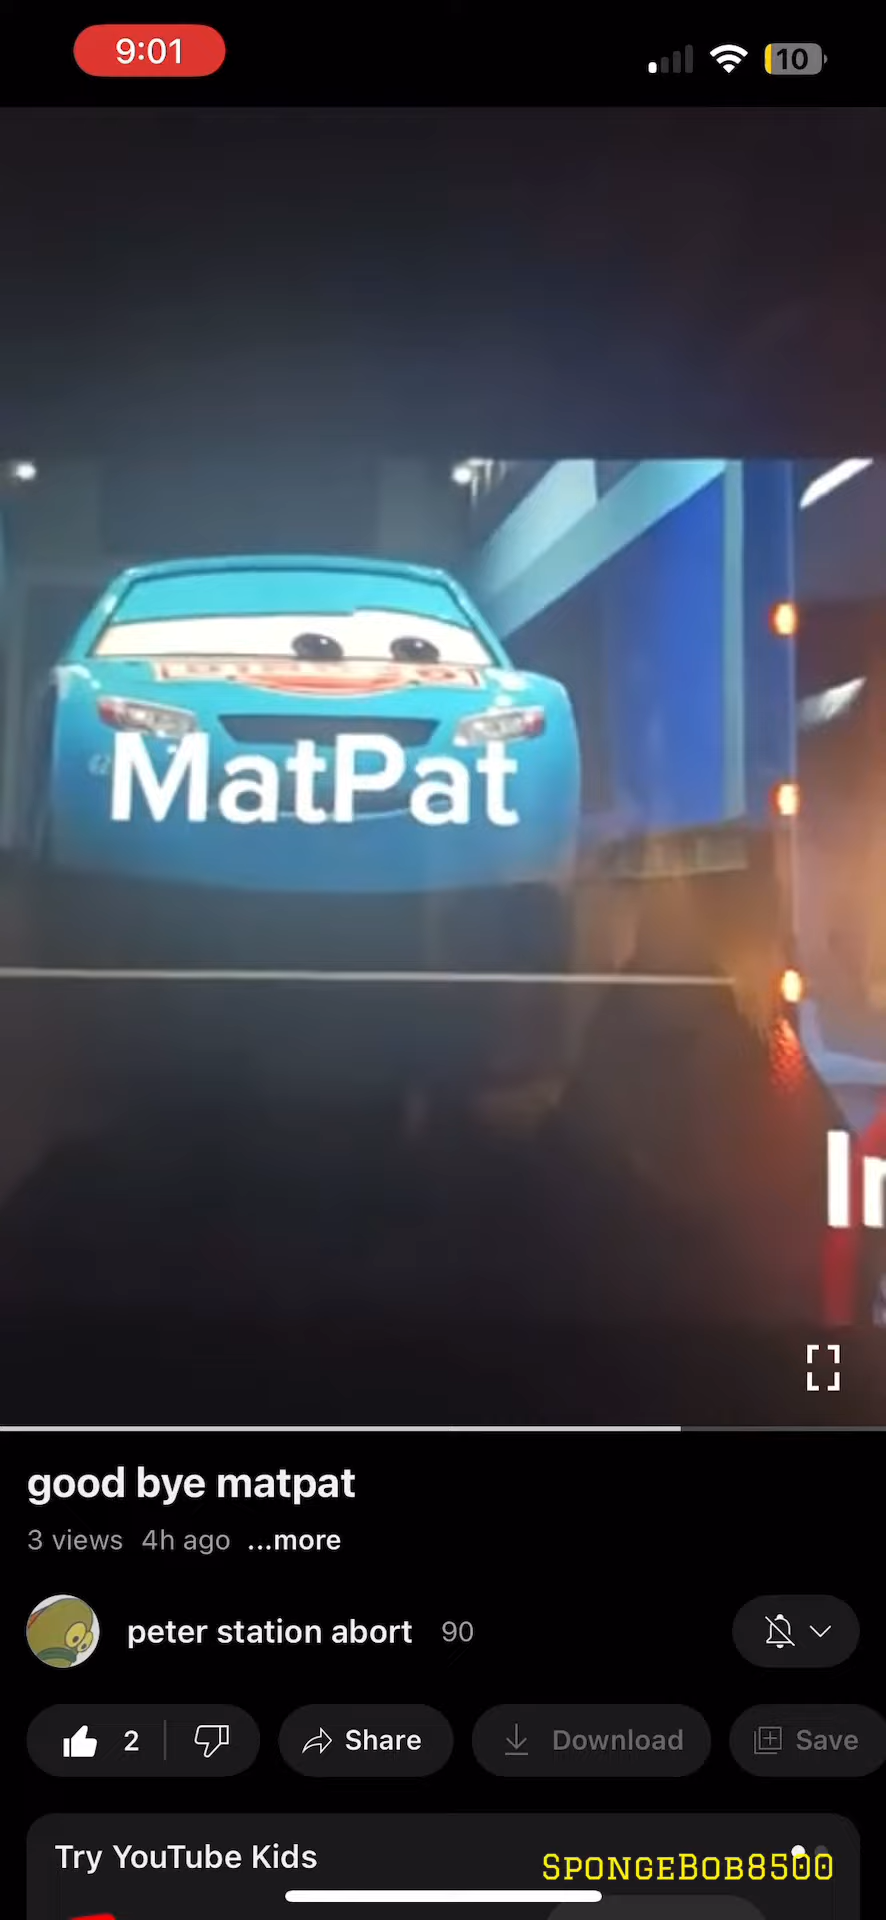 9:01
10
MatPat
good bye matpat
3 views 4h ago ...more
peter station abort 90
2 Share Download Save
Try YouTube Kids
SpongeBob8500